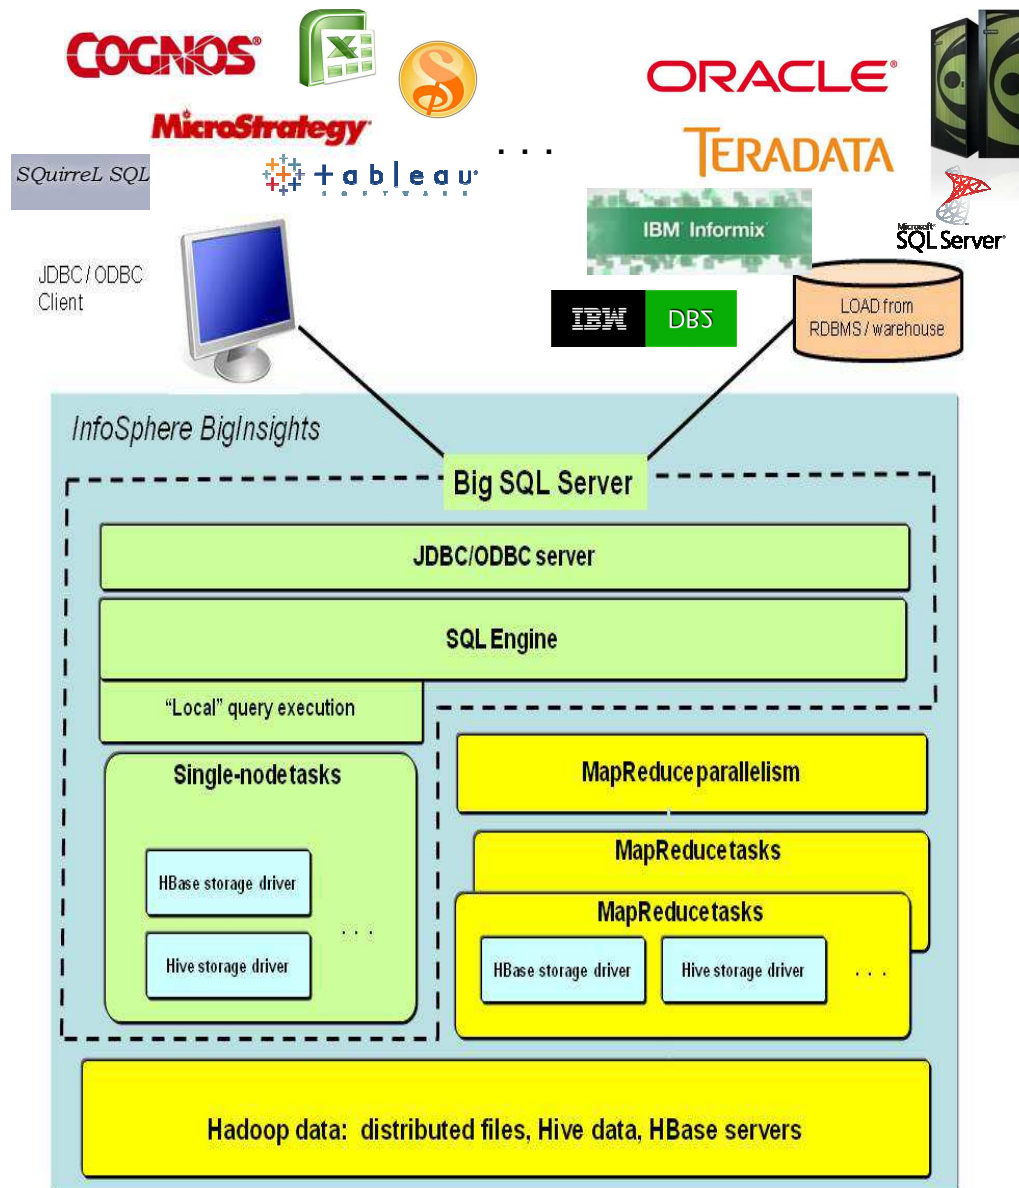 COGNOS®
ORACLE®
MicroStrategy
. . .
TERADATA
SQuirreL SQL
+ableau
SOFTWARE
IBM Informix
Microsoft®
SQL Server
JDBC / ODBC
Client
IBM DB2
LOAD from
RDBMS / warehouse
InfoSphere BigInsights
Big SQL Server
JDBC/ODBC server
SQL Engine
“Local” query execution
Single-node tasks
HBase storage driver
Hive storage driver
. . .
MapReduce parallelism
MapReduce tasks
MapReduce tasks
HBase storage driver
Hive storage driver
. . .
Hadoop data: distributed files, Hive data, HBase servers